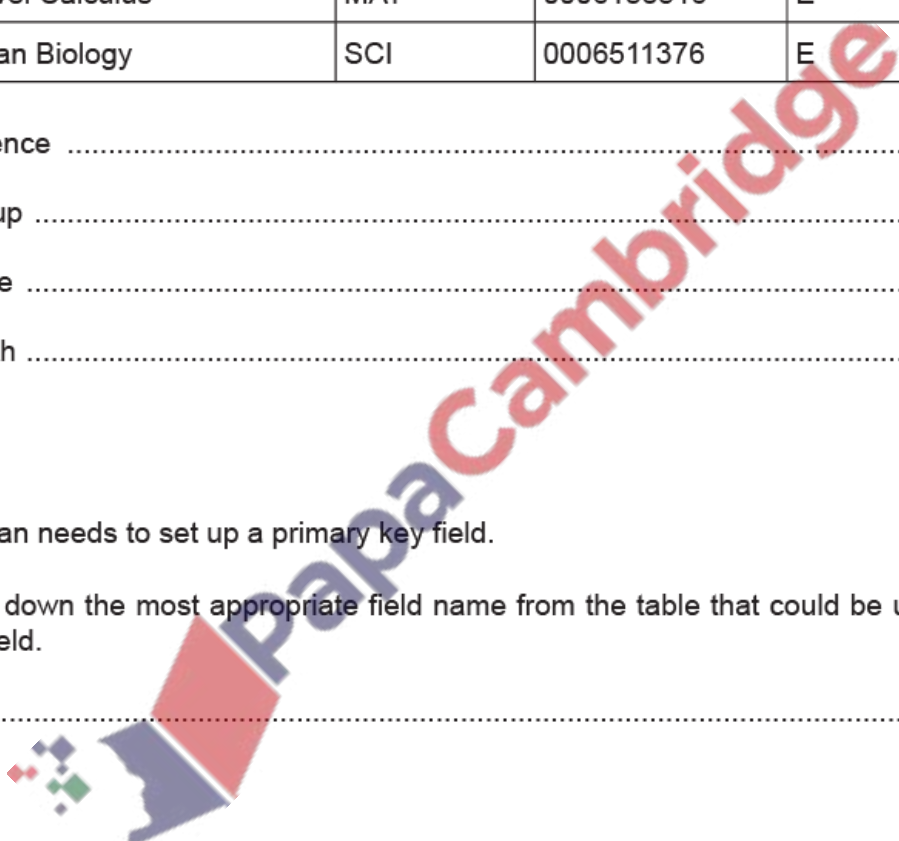 an Biology SCI 0006511376 E
ence ....................
up ....................
e ....................
h ....................
an needs to set up a primary key field.
down the most appropriate field name from the table that could be u
eld.
....................
PapaCambridge